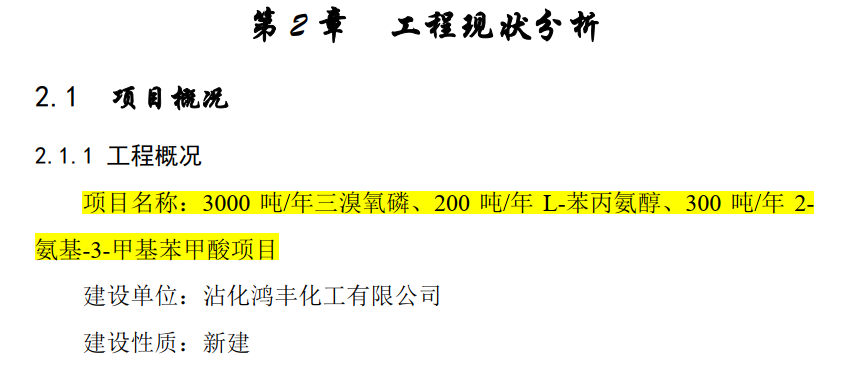 第2章 工程现状分析
2.1 项目概况
2.1.1 工程概况
项目名称：3000 吨/年三溴氧磷、200 吨/年 L-苯丙氨醇、300 吨/年 2-
氨基-3-甲基苯甲酸项目
建设单位：沾化鸿丰化工有限公司
建设性质：新建